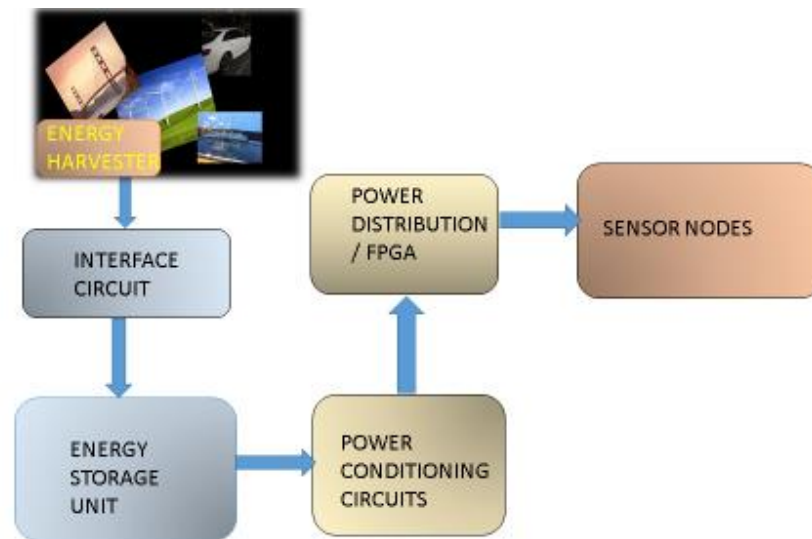 ENERGY
HARVESTER
INTERFACE
CIRCUIT
ENERGY
STORAGE
UNIT
POWER
CONDITIONING
CIRCUITS
POWER
DISTRIBUTION
/ FPGA
SENSOR NODES